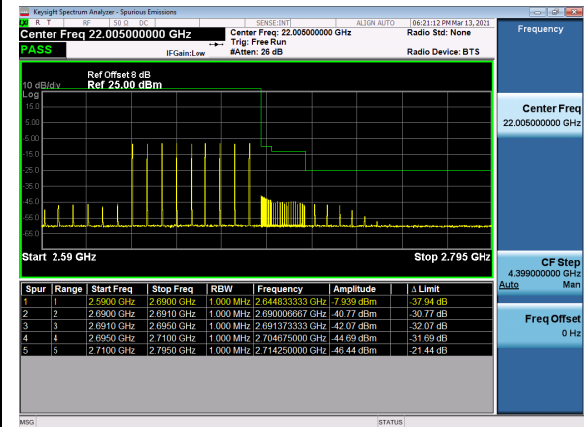 Keysight Spectrum Analyzer - Spurious Emissions
R T RF 50 Ω DC SENSE:INT ALIGN AUTO 06:21:12 PM Mar 13, 2021
Center Freq 22.005000000 GHz
Center Freq: 22.005000000 GHz
Radio Std: None
Trig: Free Run
PASS
IFGain:Low
#Atten: 26 dB
Radio Device: BTS
Ref Offset 8 dB
10 dB/div
Ref 25.00 dBm
Log
15.0
5.00
-5.00
-15.0
-25.0
-35.0
-45.0
-55.0
-65.0
Start 2.59 GHz
Stop 2.795 GHz
Spur Range Start Freq Stop Freq RBW Frequency Amplitude Δ Limit
1 1 2.5900 GHz 2.6900 GHz 1.000 MHz 2.644833333 GHz -7.939 dBm -37.94 dB
2 2 2.6900 GHz 2.6910 GHz 1.000 MHz 2.690006667 GHz -40.77 dBm -30.77 dB
3 3 2.6910 GHz 2.6950 GHz 1.000 MHz 2.691373333 GHz -42.07 dBm -32.07 dB
4 4 2.6950 GHz 2.7100 GHz 1.000 MHz 2.704675000 GHz -44.69 dBm -31.69 dB
5 5 2.7100 GHz 2.7950 GHz 1.000 MHz 2.714250000 GHz -46.44 dBm -21.44 dB
MSG
STATUS
Frequency
Center Freq
22.005000000 GHz
CF Step
4.399000000 GHz
Auto Man
Freq Offset
0 Hz